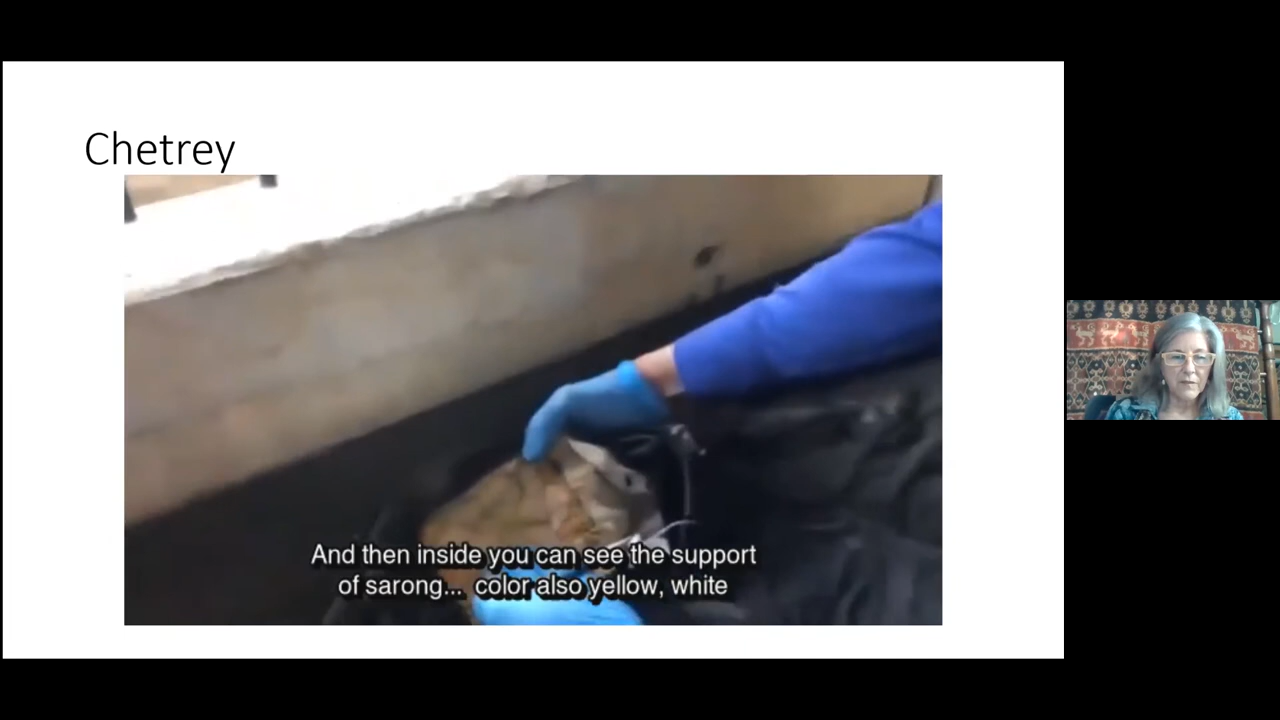 Chetrey
And then inside you can see the support
of sarong... color also yellow, white